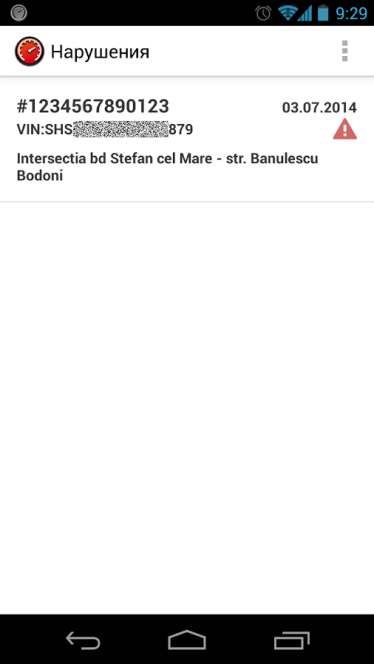 9:29
Нарушения
#1234567890123 03.07.2014
VIN:SHS 879
Intersectia bd Stefan cel Mare - str. Banulescu
Bodoni